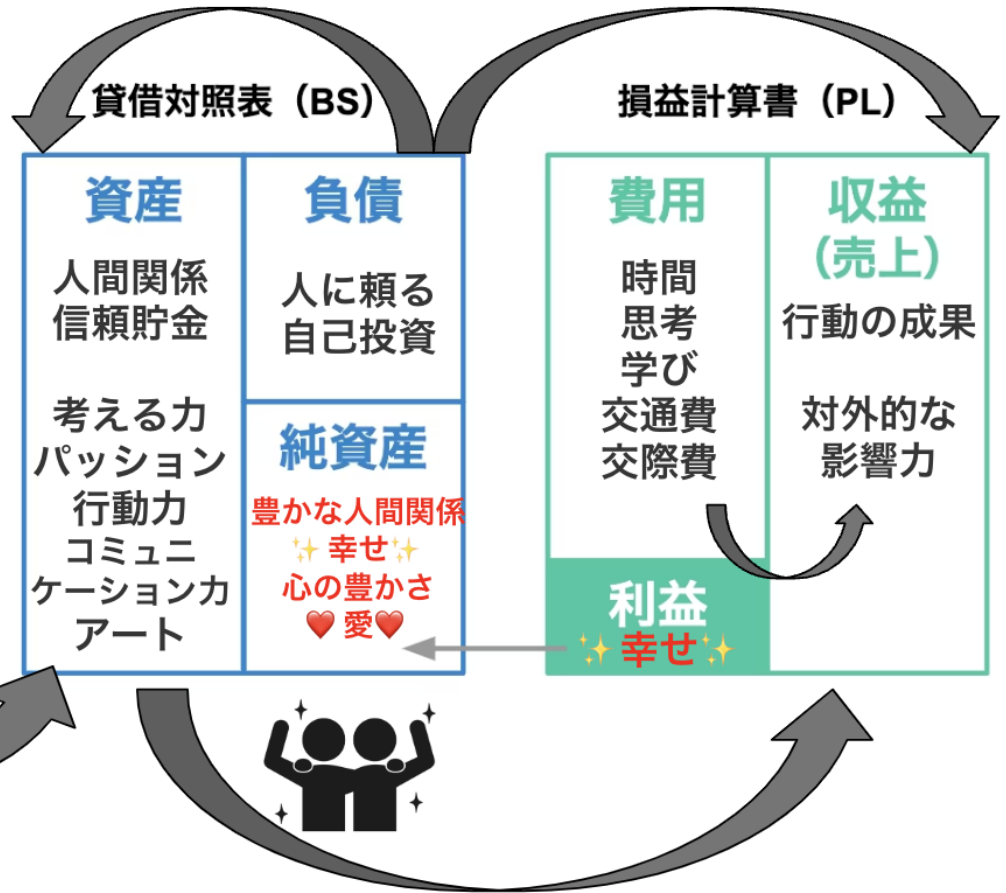 貸借対照表（BS）
資産
人間関係
信頼貯金
考える力
パッション
行動力
コミュニ
ケーション力
アート
負債
人に頼る
自己投資
純資産
豊かな人間関係
✨ 幸せ✨
心の豊かさ
❤️ 愛❤️
損益計算書（PL）
費用
時間
思考
学び
交通費
交際費
利益
✨幸せ✨
収益
（売上）
行動の成果
対外的な
影響力